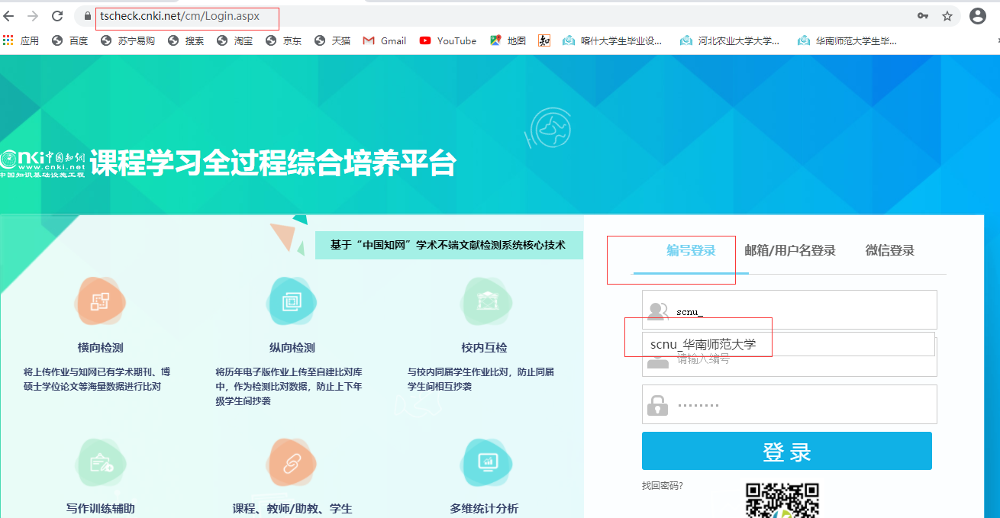 tscheck.cnki.net/cm/Login.aspx
应用 百度 苏宁易购 搜索 淘宝 京东 天猫 Gmail YouTube 地图 知 喀什大学生毕业设... 河北农业大学大学... 华南师范大学生毕...
cnki中国知网
www.cnki.net
中国知识基础设施工程
课程学习全过程综合培养平台
基于“中国知网”学术不端文献检测系统核心技术
编号登录 邮箱/用户名登录 微信登录
scnu_
scnu_华南师范大学
请输入编号
登 录
找回密码?
横向检测
将上传作业与知网已有学术期刊、博
硕士学位论文等海量数据进行比对
纵向检测
将历年电子版作业上传至自建比对库
中，作为检测比对数据，防止上下年
级学生间抄袭
校内互检
与校内同届学生作业比对，防止同届
学生间相互抄袭
写作训练辅助
课程、教师/助教、学生
多维统计分析